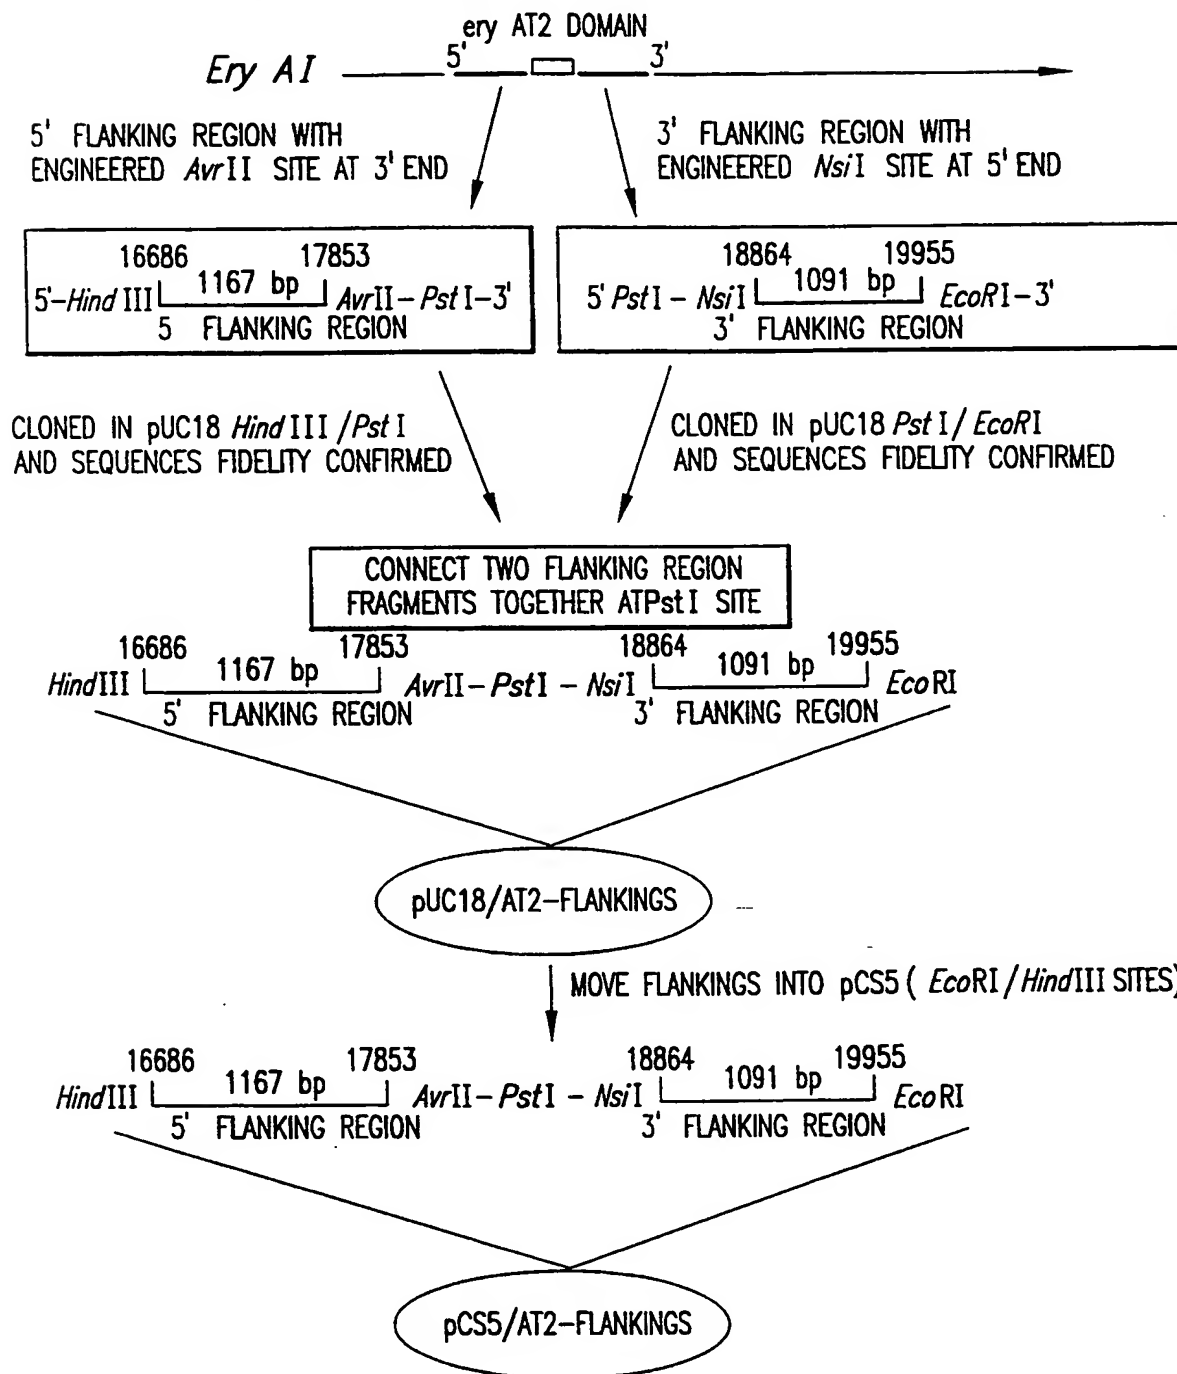 ery AT2 DOMAIN
5' 3'
Ery AI
5' FLANKING REGION WITH
ENGINEERED AvrII SITE AT 3' END
3' FLANKING REGION WITH
ENGINEERED NsiI SITE AT 5' END
16686 17853
1167 bp
5'-Hind III AvrII-PstI-3'
5 FLANKING REGION
18864 19955
1091 bp
5' PstI - NsiI EcoRI-3'
3' FLANKING REGION
CLONED IN pUC18 Hind III/Pst I
AND SEQUENCES FIDELITY CONFIRMED
CLONED IN pUC18 Pst I/EcoRI
AND SEQUENCES FIDELITY CONFIRMED
CONNECT TWO FLANKING REGION
FRAGMENTS TOGETHER ATPstI SITE
16686 17853 18864 19955
1167 bp 1091 bp
HindIII AvrII-PstI-NsiI EcoRI
5' FLANKING REGION 3' FLANKING REGION
pUC18/AT2-FLANKINGS
MOVE FLANKINGS INTO pCS5 ( EcoRI/HindIII SITES)
16686 17853 18864 19955
1167 bp 1091 bp
HindIII AvrII-PstI-NsiI EcoRI
5' FLANKING REGION 3' FLANKING REGION
pCS5/AT2-FLANKINGS